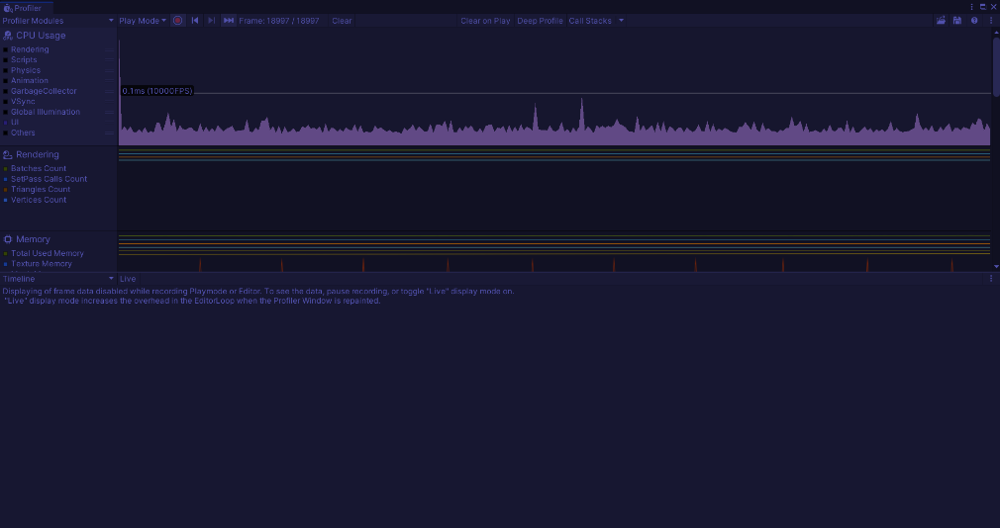 Profiler
Profiler Modules
Play Mode
Frame: 18997 / 18997
Clear
Clear on Play
Deep Profile
Call Stacks
CPU Usage
Rendering
Scripts
Physics
Animation
GarbageCollector
VSync
Global Illumination
UI
Others
0.1ms (10000FPS)
Rendering
Batches Count
SetPass Calls Count
Triangles Count
Vertices Count
Memory
Total Used Memory
Texture Memory
Timeline
Live
Displaying of frame data disabled while recording Playmode or Editor. To see the data, pause recording, or toggle "Live" display mode on.
"Live" display mode increases the overhead in the EditorLoop when the Profiler Window is repainted.